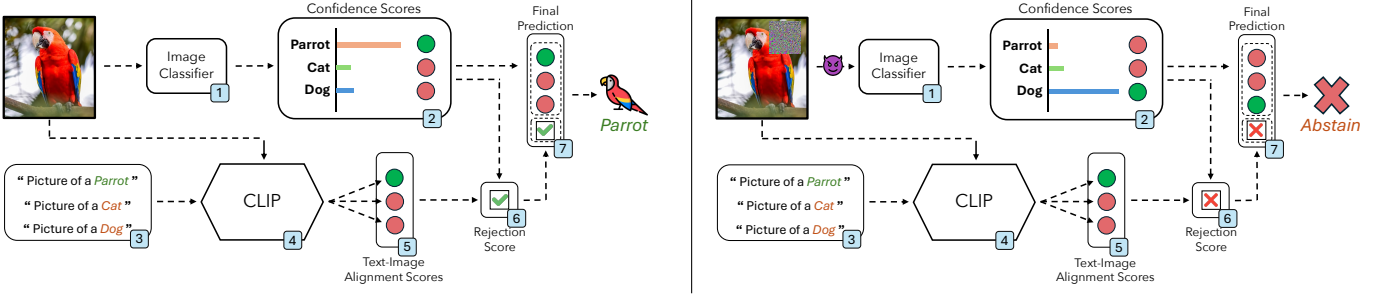 Confidence Scores
Final
Prediction
Parrot
Cat
Dog
Image
Classifier
1
2
7
Parrot
“ Picture of a Parrot ”
“ Picture of a Cat ”
“ Picture of a Dog ”
3
CLIP
4
5
Text-Image
Alignment Scores
6
Rejection
Score
Confidence Scores
Final
Prediction
Parrot
Cat
Dog
Image
Classifier
1
2
7
Abstain
“ Picture of a Parrot ”
“ Picture of a Cat ”
“ Picture of a Dog ”
3
CLIP
4
5
Text-Image
Alignment Scores
6
Rejection
Score